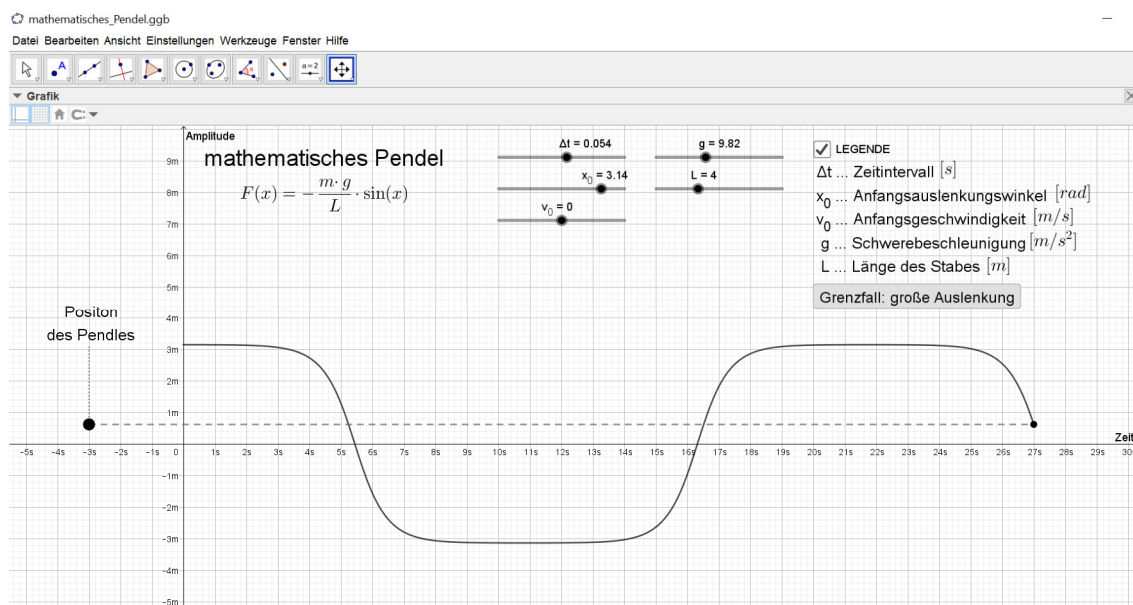 mathematisches_Pendel.ggb
Datei Bearbeiten Ansicht Einstellungen Werkzeuge Fenster Hilfe
A
a=2
Grafik
Amplitude
mathematisches Pendel
F(x) = − m·g/L · sin(x)
Δt = 0.054
g = 9.82
x₀ = 3.14
L = 4
v₀ = 0
LEGENDE
Δt ... Zeitintervall [s]
x₀ ... Anfangsauslenkungswinkel [rad]
v₀ ... Anfangsgeschwindigkeit [m/s]
g ... Schwerebeschleunigung [m/s²]
L ... Länge des Stabes [m]
Grenzfall: große Auslenkung
Positon
des Pendles
9m
8m
7m
6m
5m
4m
3m
2m
1m
Zeit
-5s -4s -3s -2s -1s 0 1s 2s 3s 4s 5s 6s 7s 8s 9s 10s 11s 12s 13s 14s 15s 16s 17s 18s 19s 20s 21s 22s 23s 24s 25s 26s 27s 28s 29s 30s
-1m
-2m
-3m
-4m
-5m